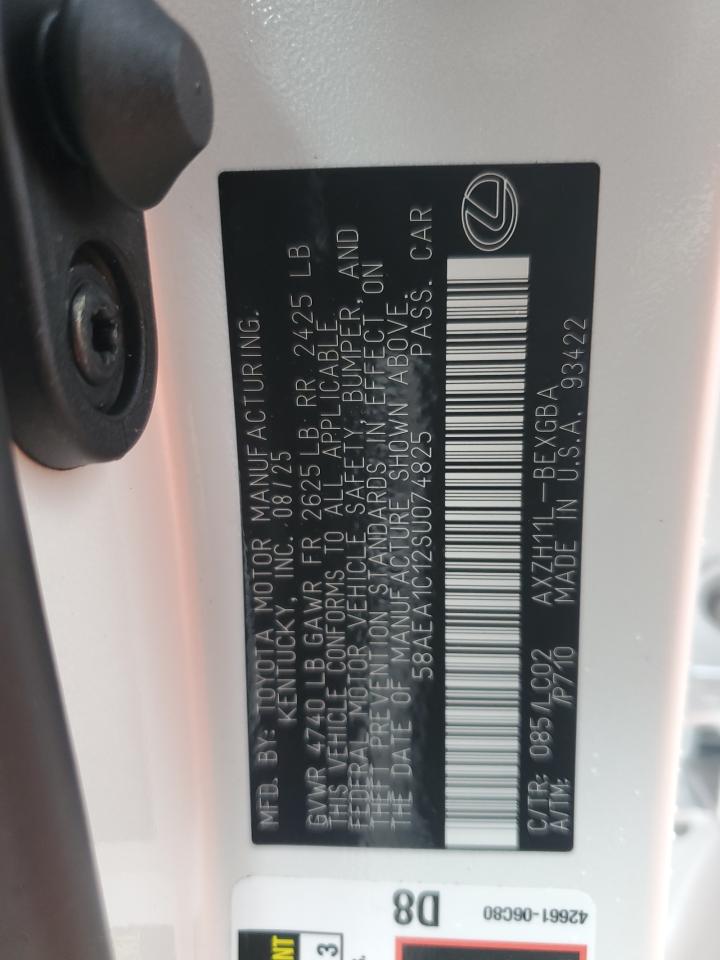 MFD. BY: TOYOTA MOTOR MANUFACTURING.
KENTUCKY, INC. 08/25
GVWR 4740 LB GAWR FR 2625 LB RR 2425 LB
THIS VEHICLE CONFORMS TO ALL APPLICABLE
FEDERAL MOTOR VEHICLE SAFETY, BUMPER, AND
THEFT PREVENTION STANDARDS IN EFFECT ON
THE DATE OF MANUFACTURE SHOWN ABOVE.
58AEA1C12SU074825 PASS. CAR
C/TR: 085/LC02 AXZH11L-BEXGBA
A/TM: /P710 MADE IN U.S.A. 93422
D8
42661-06C80
3